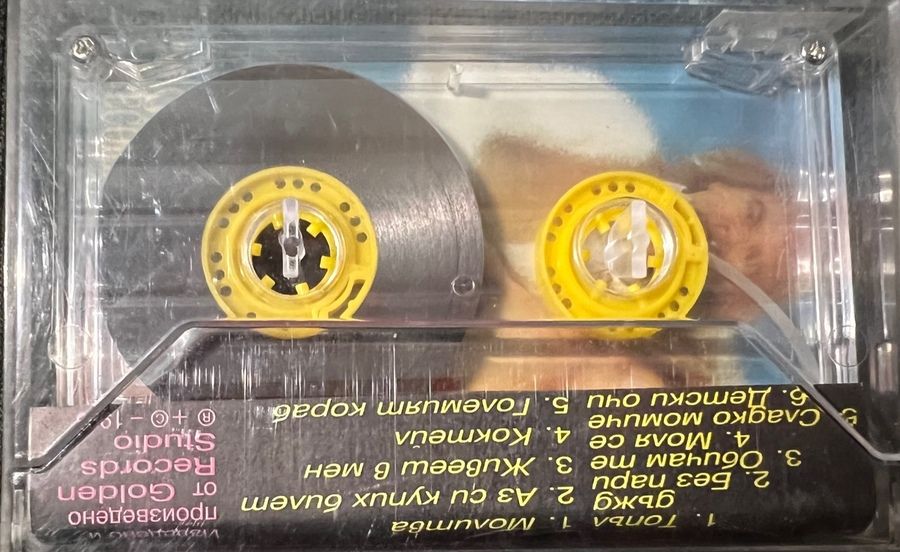 1. Топъл
дъжд
2. Без пари
3. Обичам те
4. Моля се
5. Сладко момиче
6. Детски очи
1. Молитва
2. Аз си купих билет
3. Живееш в мен
4. Коктейл
5. Големият кораб
произведено
от Golden
Records
Studio
® + © – 19